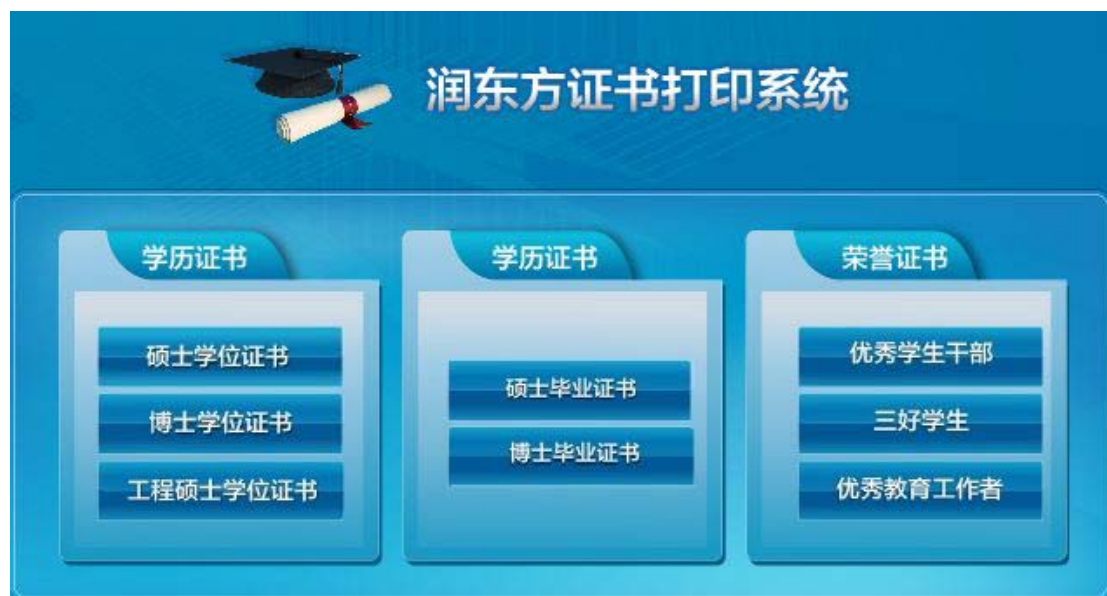 润东方证书打印系统
学历证书
硕士学位证书
博士学位证书
工程硕士学位证书
学历证书
硕士毕业证书
博士毕业证书
荣誉证书
优秀学生干部
三好学生
优秀教育工作者